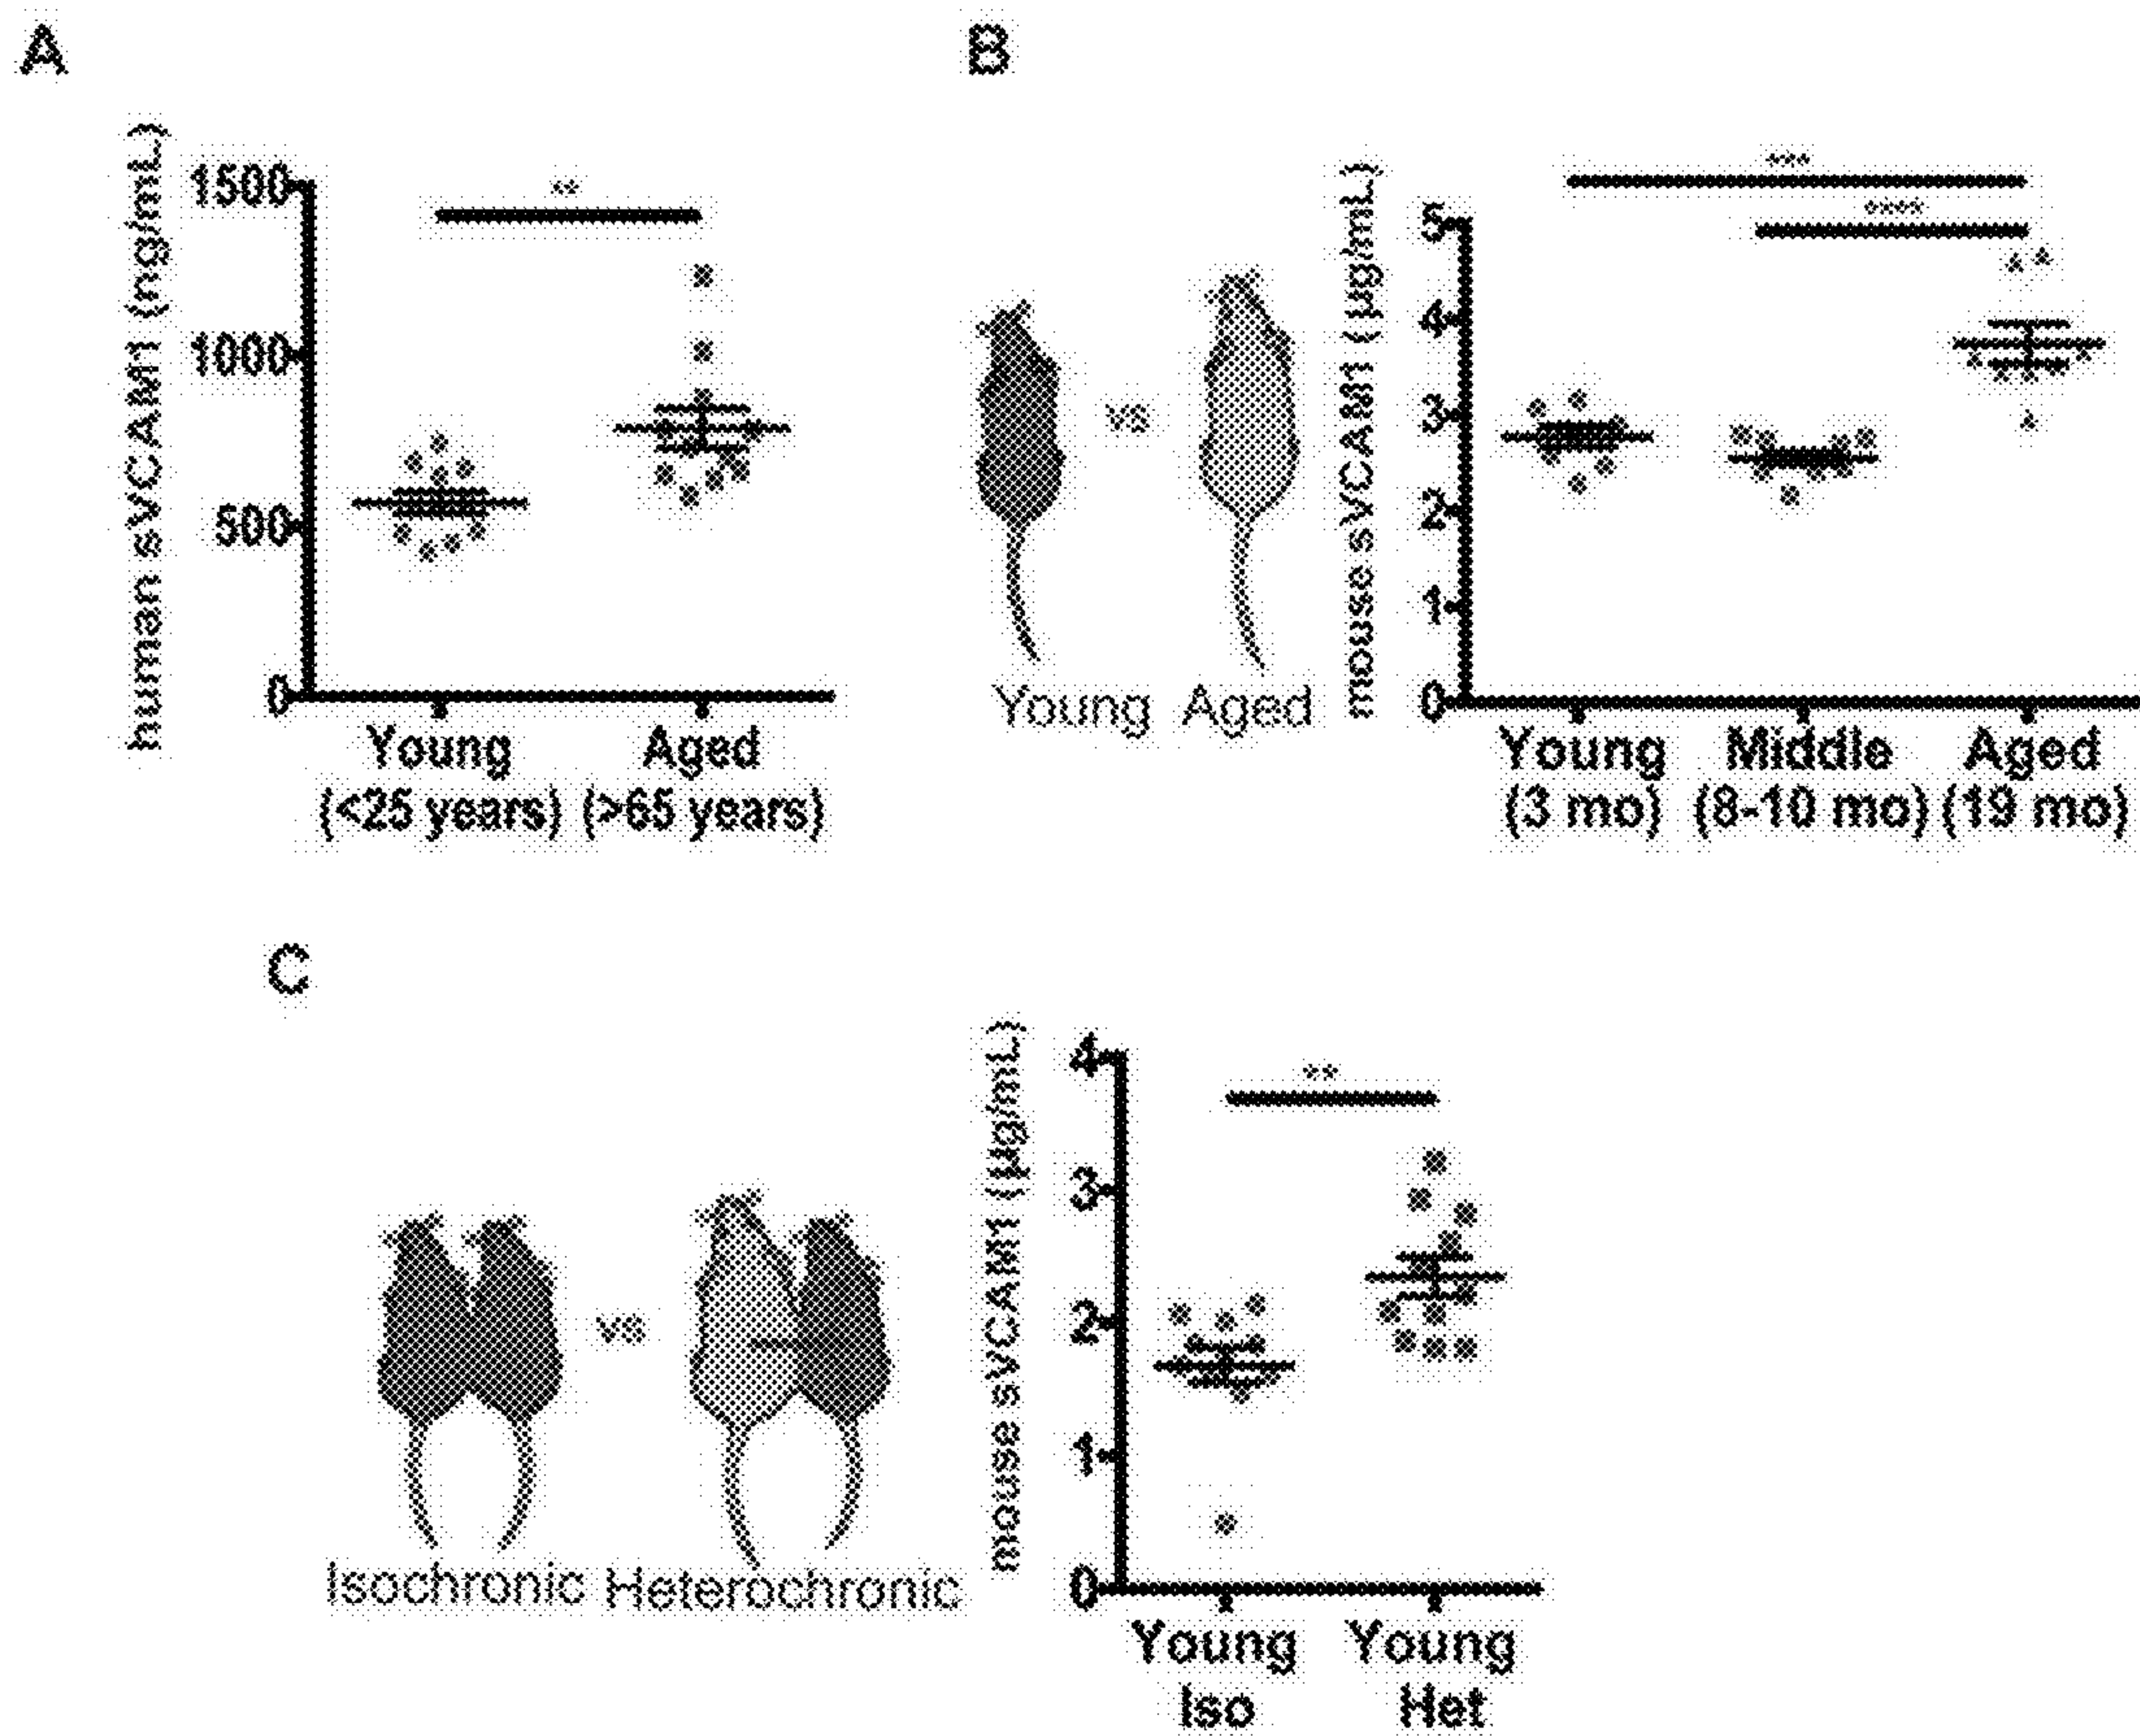 A
human sVCAM1 (ng/mL)
1500
1000
500
0
**
Young
(<25 years)
Aged
(>65 years)
B
vs
Young Aged
mouse sVCAM1 (µg/mL)
5
4
3
2
1
0
***
****
Young
(3 mo)
Middle
(8-10 mo)
Aged
(19 mo)
C
vs
Isochronic Heterochronic
mouse sVCAM1 (µg/mL)
4
3
2
1
0
**
Young
Iso
Young
Het